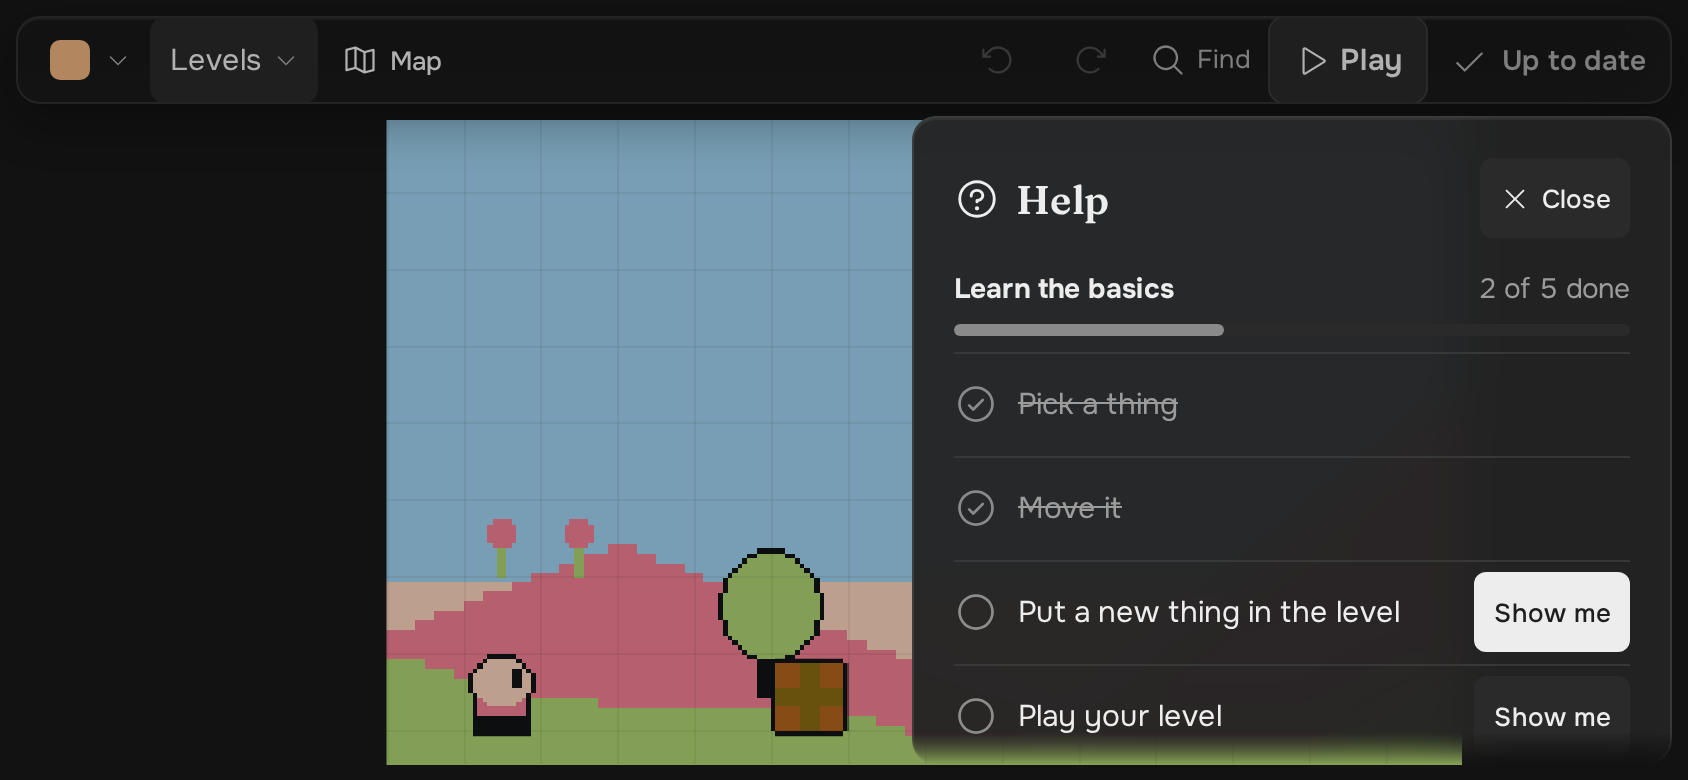 Levels
Map
Find
Play
Up to date
Help
Close
Learn the basics
2 of 5 done
Pick a thing
Move it
Put a new thing in the level
Show me
Play your level
Show me